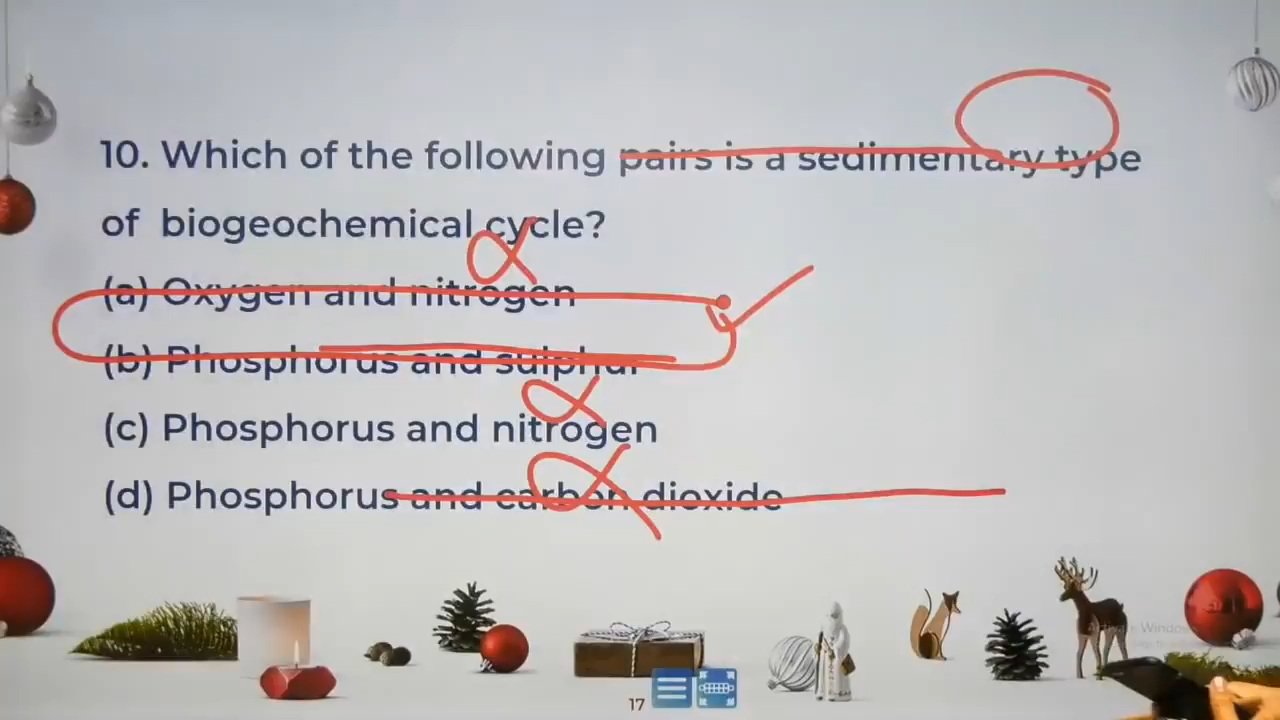 10. Which of the following pairs is a sedimentary type
of biogeochemical cycle?
(a) Oxygen and nitrogen
(b) Phosphorus and sulphur
(c) Phosphorus and nitrogen
(d) Phosphorus and carbon dioxide
17